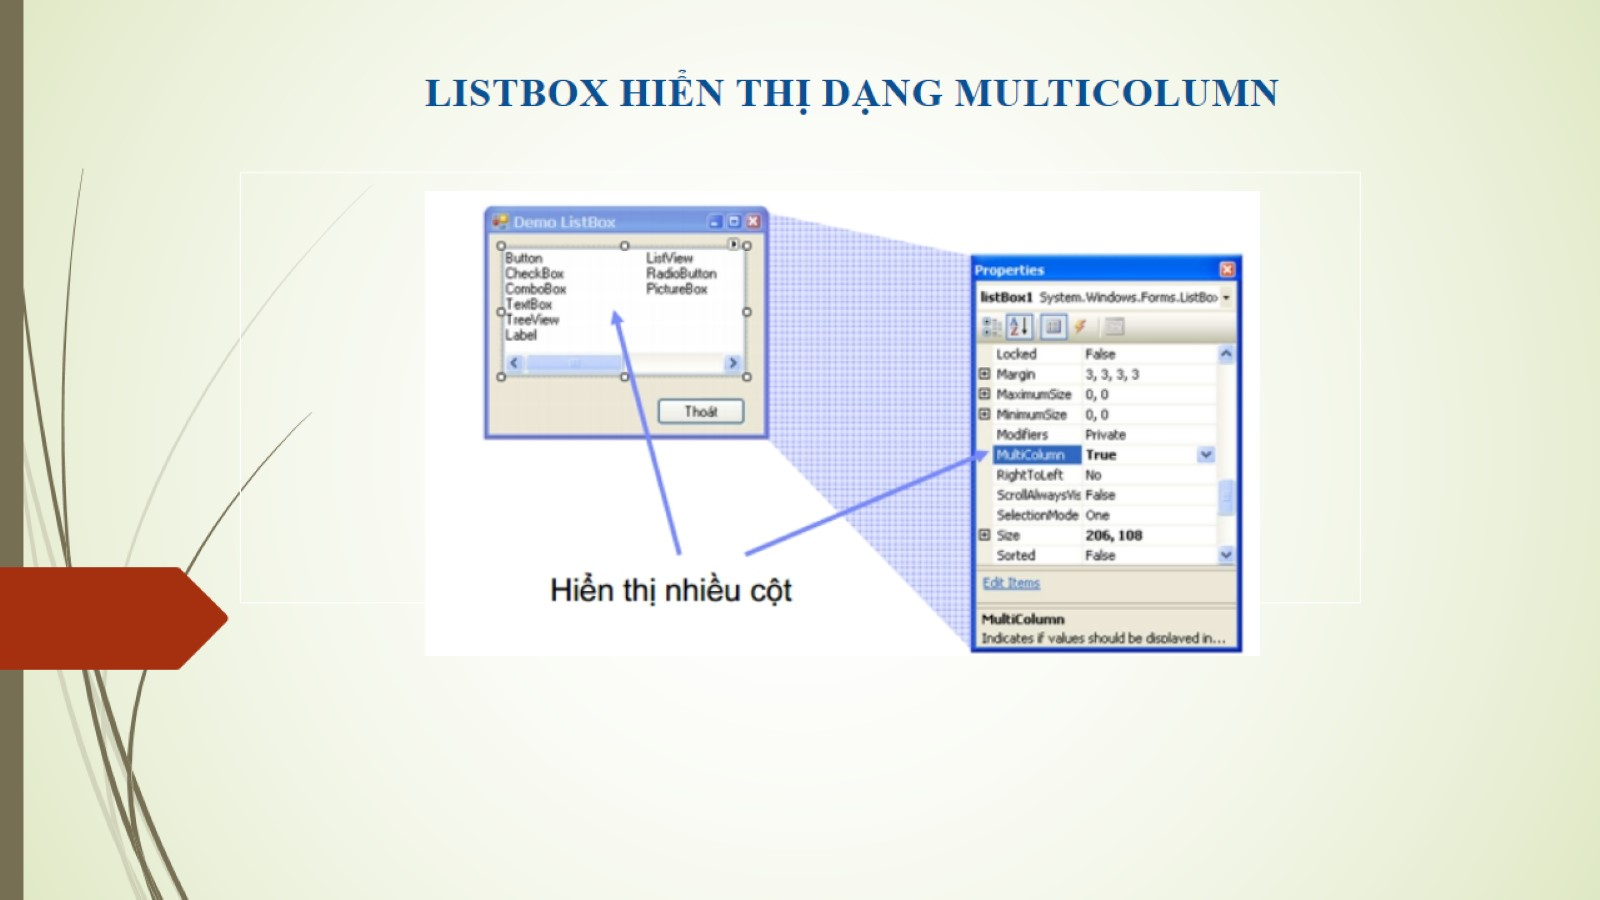 LISTBOX HIỂN THỊ DẠNG MULTICOLUMN
Demo ListBox
Button
CheckBox
ComboBox
TextBox
TreeView
Label
ListView
RadioButton
PictureBox
Thoát
Hiển thị nhiều cột
Properties
listBox1 System.Windows.Forms.ListBo
Locked False
Margin 3, 3, 3, 3
MaximumSize 0, 0
MinimumSize 0, 0
Modifiers Private
MultiColumn True
RightToLeft No
ScrollAlwaysVis False
SelectionMode One
Size 206, 108
Sorted False
Edit Items
MultiColumn
Indicates if values should be displayed in...